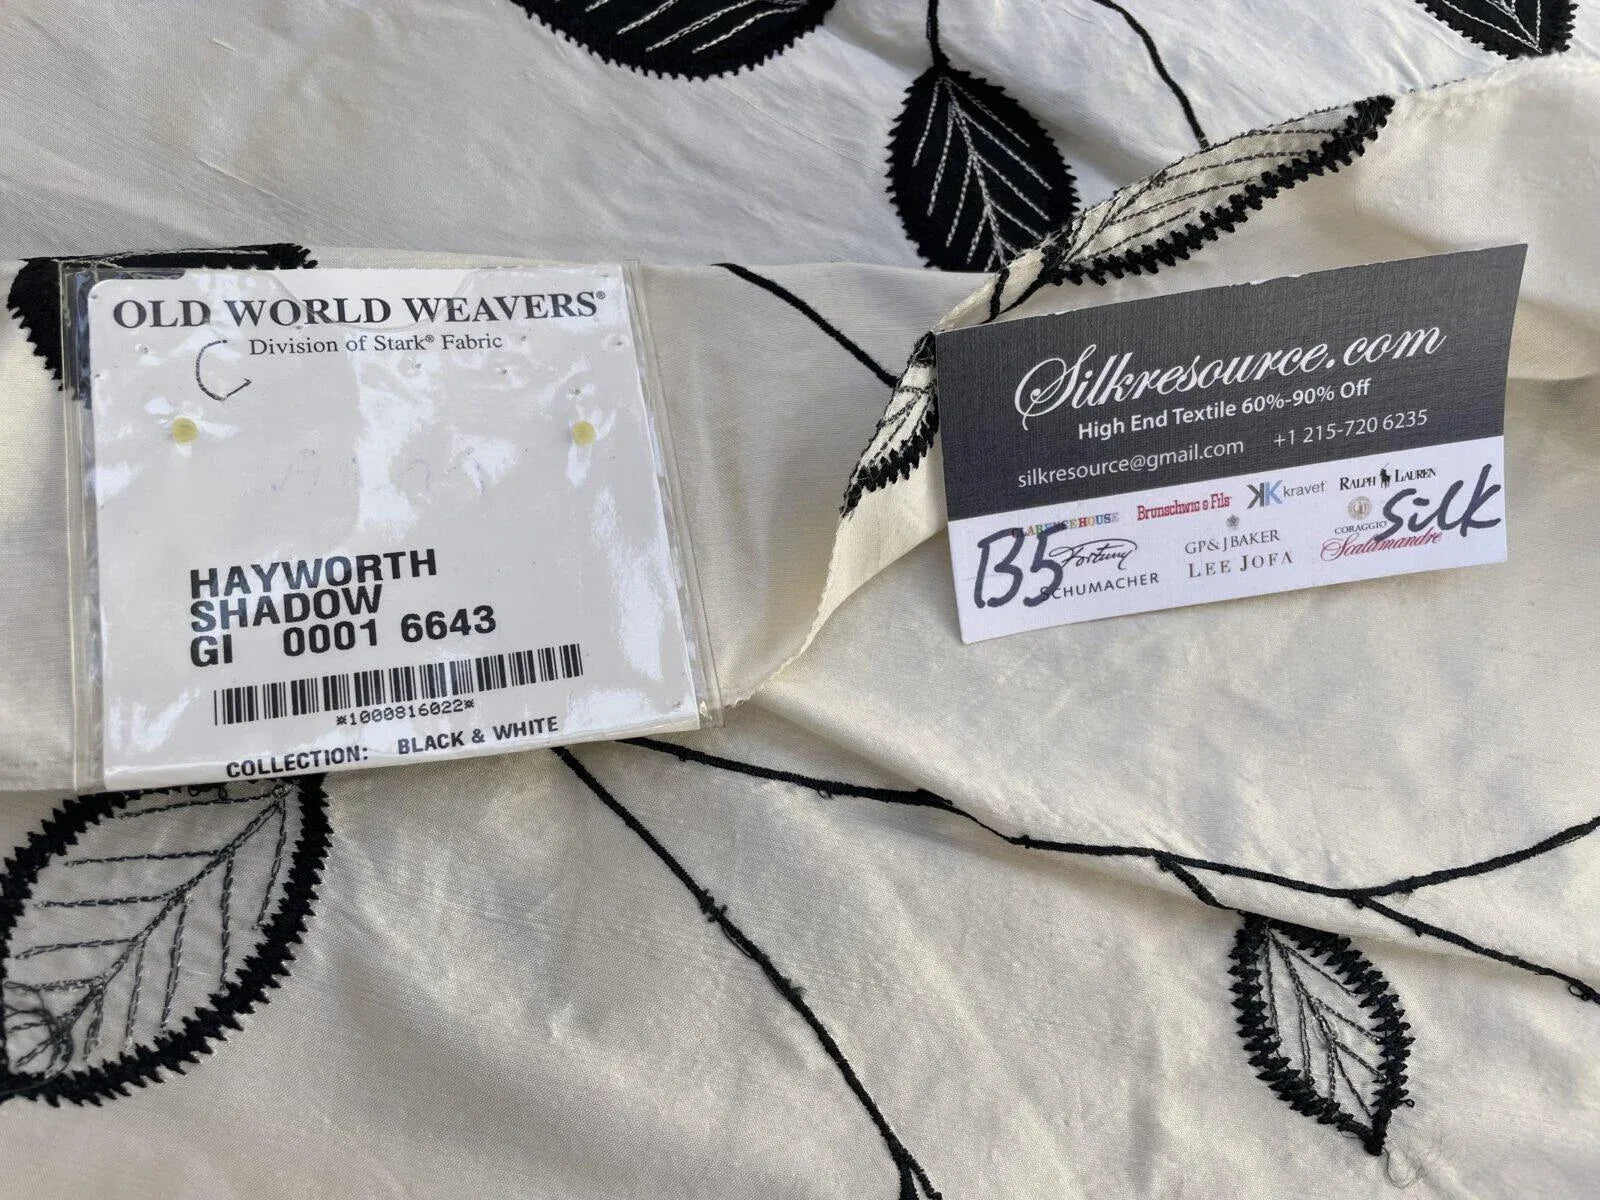 OLD WORLD WEAVERS®
Division of Stark® Fabric
C
HAYWORTH
SHADOW
GI 0001 6643
*1000816022*
COLLECTION: BLACK & WHITE
Silkresource.com
High End Textile 60%-90% Off
silkresource@gmail.com +1 215-720 6235
CLARENCE HOUSE Brunschwig & Fils kravet RALPH LAUREN
B5 Fortuny GP & J BAKER CORAGGIO Silk
SCHUMACHER LEE JOFA Scalamandre